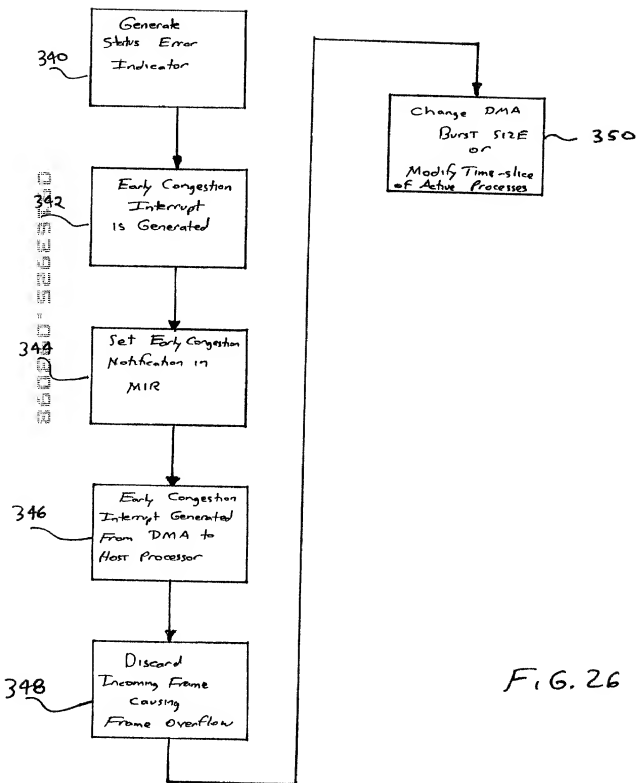 340
Generate
Status Error
Indicator
342
Early Congestion
Interrupt
is Generated
344
Set Early Congestion
Notification in
MIR
346
Early Congestion
Interrupt Generated
From DMA to
Host Processor
348
Discard
Incoming Frame
Causing
Frame Overflow
Change DMA
Burst SIZE
or
Modify Time-slice
of Active Processes
350
FIG. 26